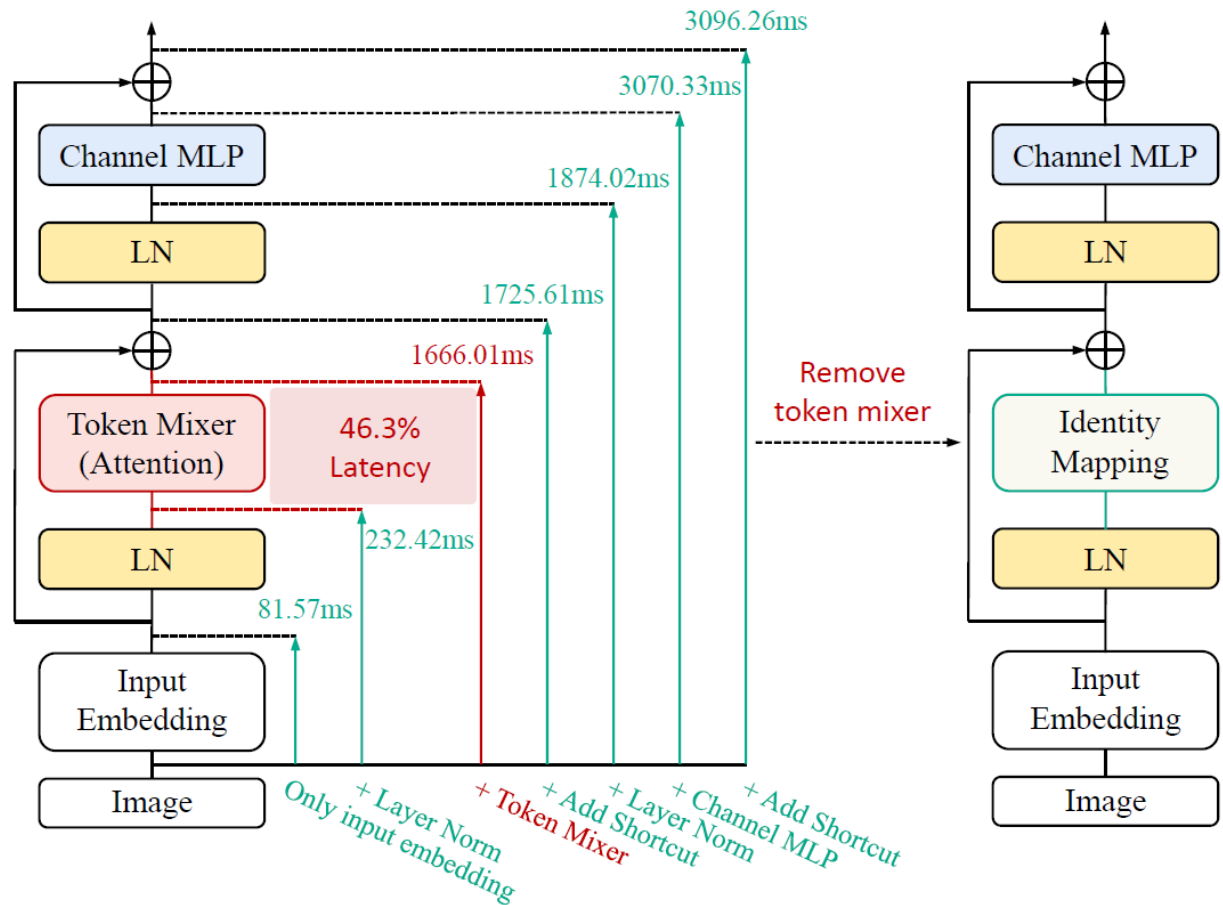 3096.26ms
3070.33ms
Channel MLP
1874.02ms
LN
1725.61ms
1666.01ms
Token Mixer
(Attention)
46.3%
Latency
232.42ms
LN
81.57ms
Input
Embedding
Image
Only input embedding
+ Layer Norm
+ Token Mixer
+ Add Shortcut
+ Layer Norm
+ Channel MLP
+ Add Shortcut
Remove
token mixer
Channel MLP
LN
Identity
Mapping
LN
Input
Embedding
Image